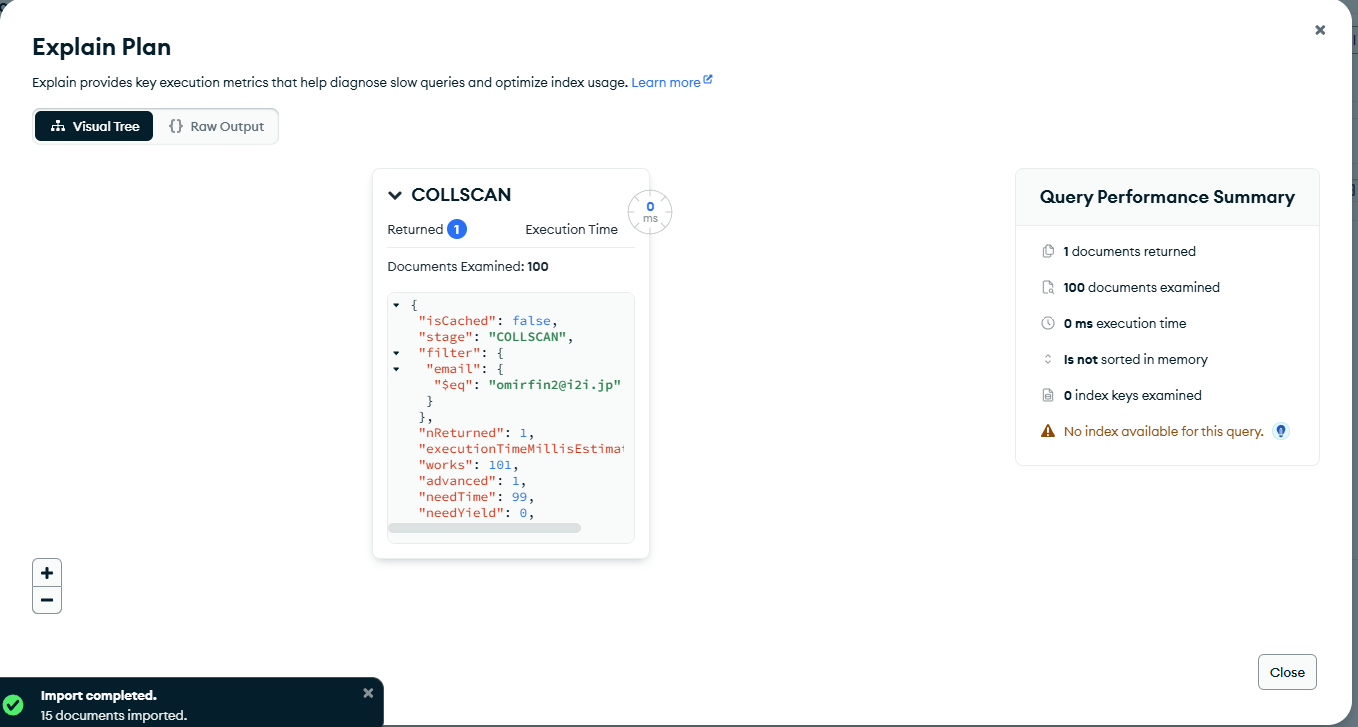 Explain Plan
Explain provides key execution metrics that help diagnose slow queries and optimize index usage. Learn more
Visual Tree
{} Raw Output
COLLSCAN
0
ms
Returned 1
Execution Time
Documents Examined: 100
{
"isCached": false,
"stage": "COLLSCAN",
"filter": {
"email": {
"$eq": "omirfin2@i2i.jp"
}
},
"nReturned": 1,
"executionTimeMillisEstimat
"works": 101,
"advanced": 1,
"needTime": 99,
"needYield": 0,
Query Performance Summary
1 documents returned
100 documents examined
0 ms execution time
Is not sorted in memory
0 index keys examined
No index available for this query.
Close
Import completed.
15 documents imported.